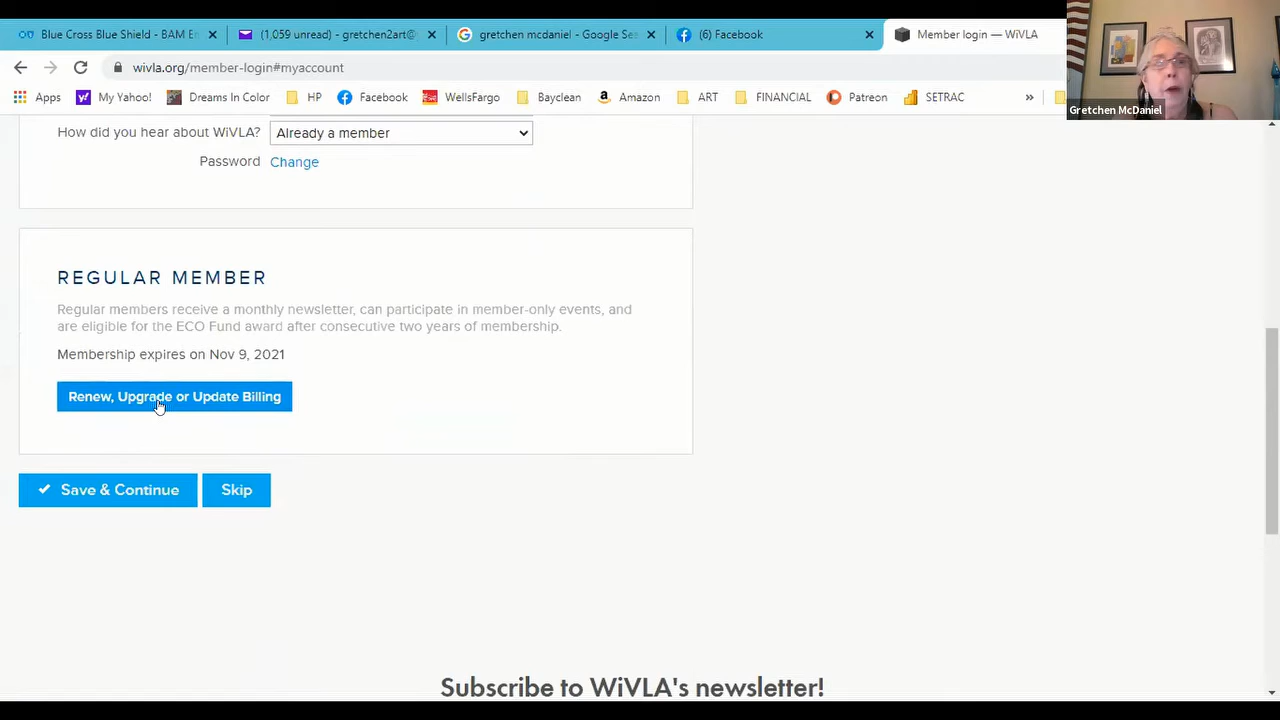 Blue Cross Blue Shield - BAM E
(1,059 unread) - gretchen2art@
gretchen mcdaniel - Google Sea
(6) Facebook
Member login — WiVLA
wivla.org/member-login#myaccount
Apps
My Yahoo!
Dreams In Color
HP
Facebook
WellsFargo
Bayclean
Amazon
ART
FINANCIAL
Patreon
SETRAC
»
Gretchen McDaniel
How did you hear about WiVLA? Already a member
Password Change
REGULAR MEMBER
Regular members receive a monthly newsletter, can participate in member-only events, and
are eligible for the ECO Fund award after consecutive two years of membership.
Membership expires on Nov 9, 2021
Renew, Upgrade or Update Billing
Save & Continue
Skip
Subscribe to WiVLA's newsletter!